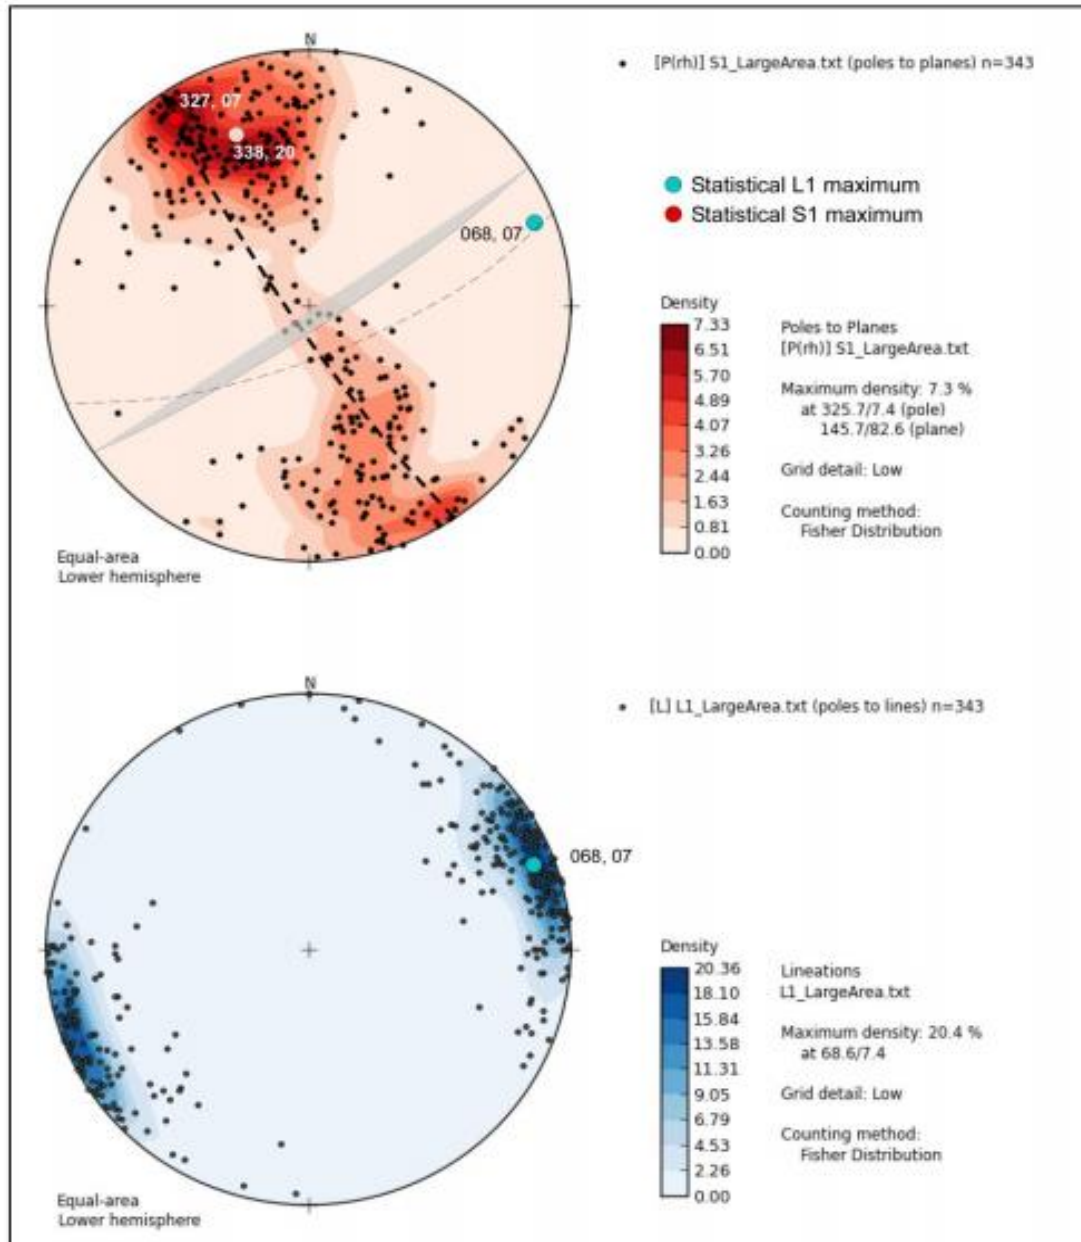 N
[P(rh)] S1_LargeArea.txt (poles to planes) n=343
327, 07
338, 20
Statistical L1 maximum
Statistical S1 maximum
068, 07
Density
7.33
6.51
5.70
4.89
4.07
3.26
2.44
1.63
0.81
0.00
Poles to Planes
[P(rh)] S1_LargeArea.txt
Maximum density: 7.3 %
at 325.7/7.4 (pole)
145.7/82.6 (plane)
Grid detail: Low
Counting method:
Fisher Distribution
Equal-area
Lower hemisphere
N
[L] L1_LargeArea.txt (poles to lines) n=343
068, 07
Density
20.36
18.10
15.84
13.58
11.31
9.05
6.79
4.53
2.26
0.00
Lineations
L1_LargeArea.txt
Maximum density: 20.4 %
at 68.6/7.4
Grid detail: Low
Counting method:
Fisher Distribution
Equal-area
Lower hemisphere